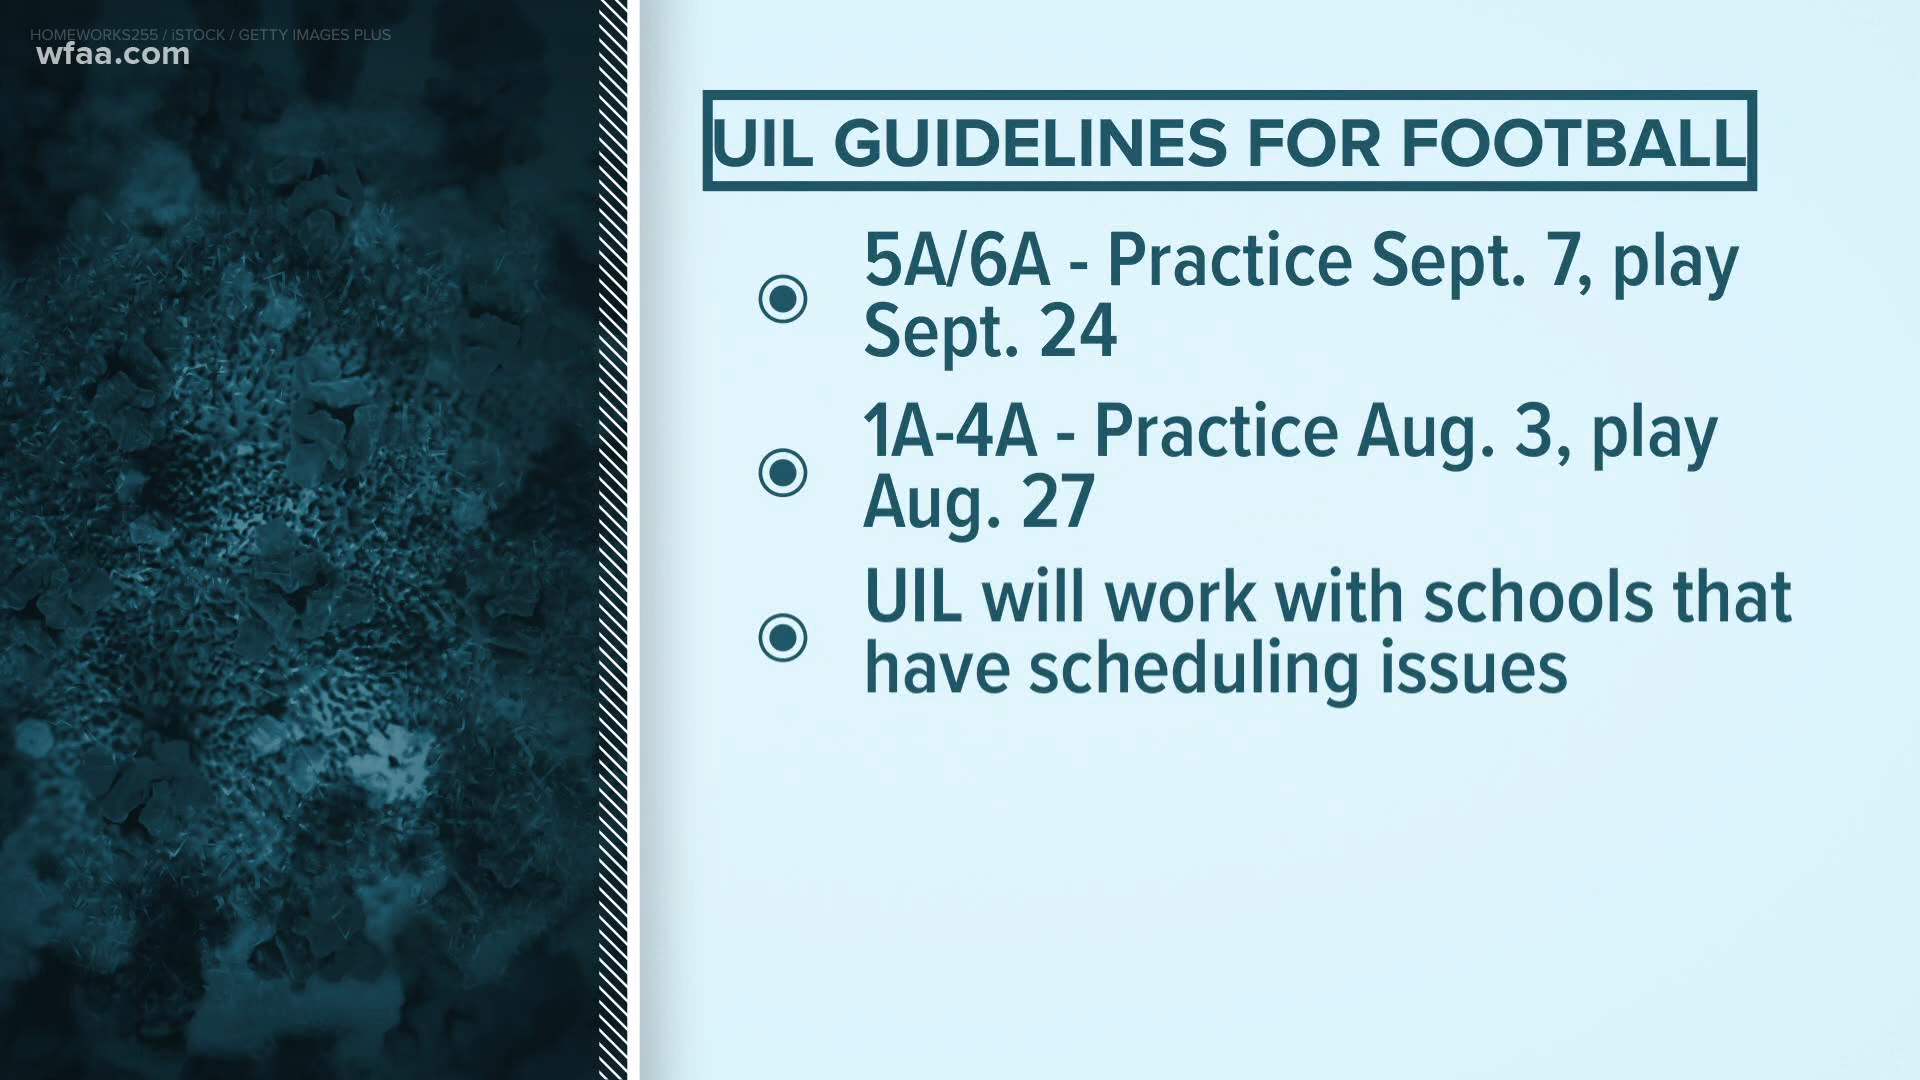 HOMEWORKS255 / iSTOCK / GETTY IMAGES PLUS
wfaa.com
UIL GUIDELINES FOR FOOTBALL
5A/6A - Practice Sept. 7, play
Sept. 24
1A-4A - Practice Aug. 3, play
Aug. 27
UIL will work with schools that
have scheduling issues